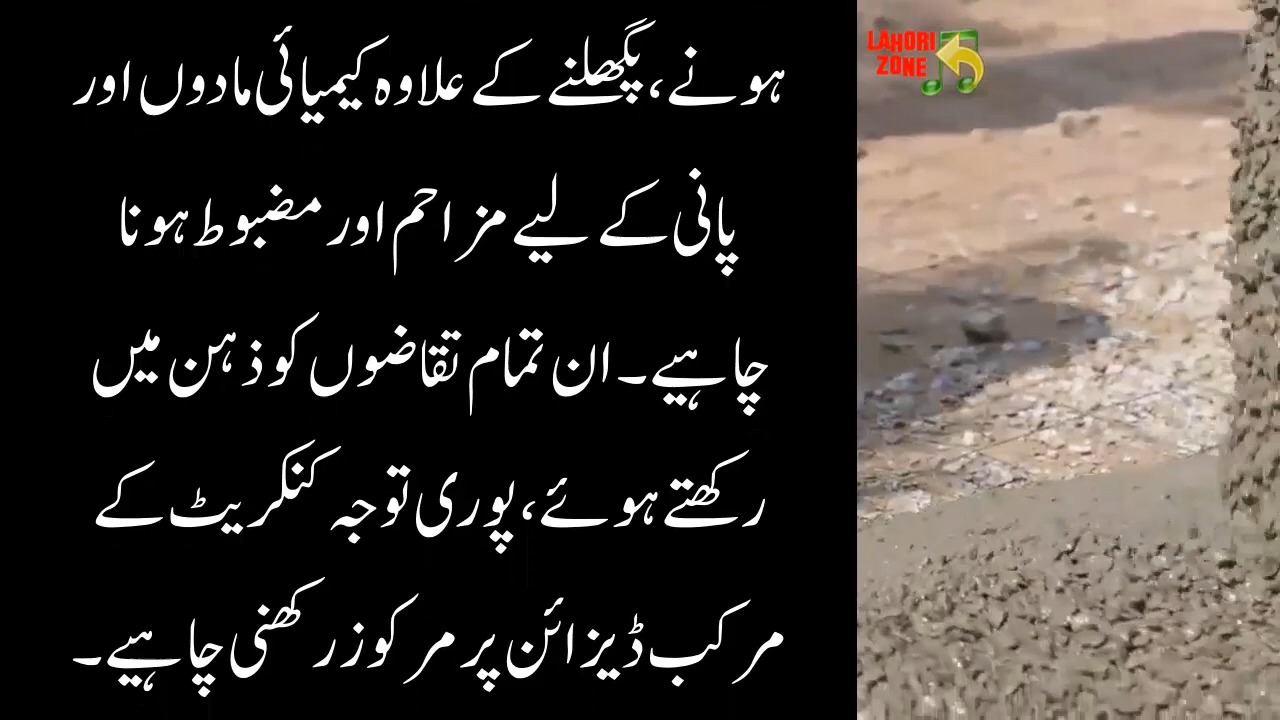 ہونے، پگھلنے کے علاوہ کیمیائی مادوں اور
پانی کے لیے مزاحم اور مضبوط ہونا
چاہیے۔ ان تمام تقاضوں کو ذہن میں
رکھتے ہوئے، پوری توجہ کنکریٹ کے
مرکب ڈیزائن پر مرکوز رکھنی چاہیے۔
LAHORI
ZONE